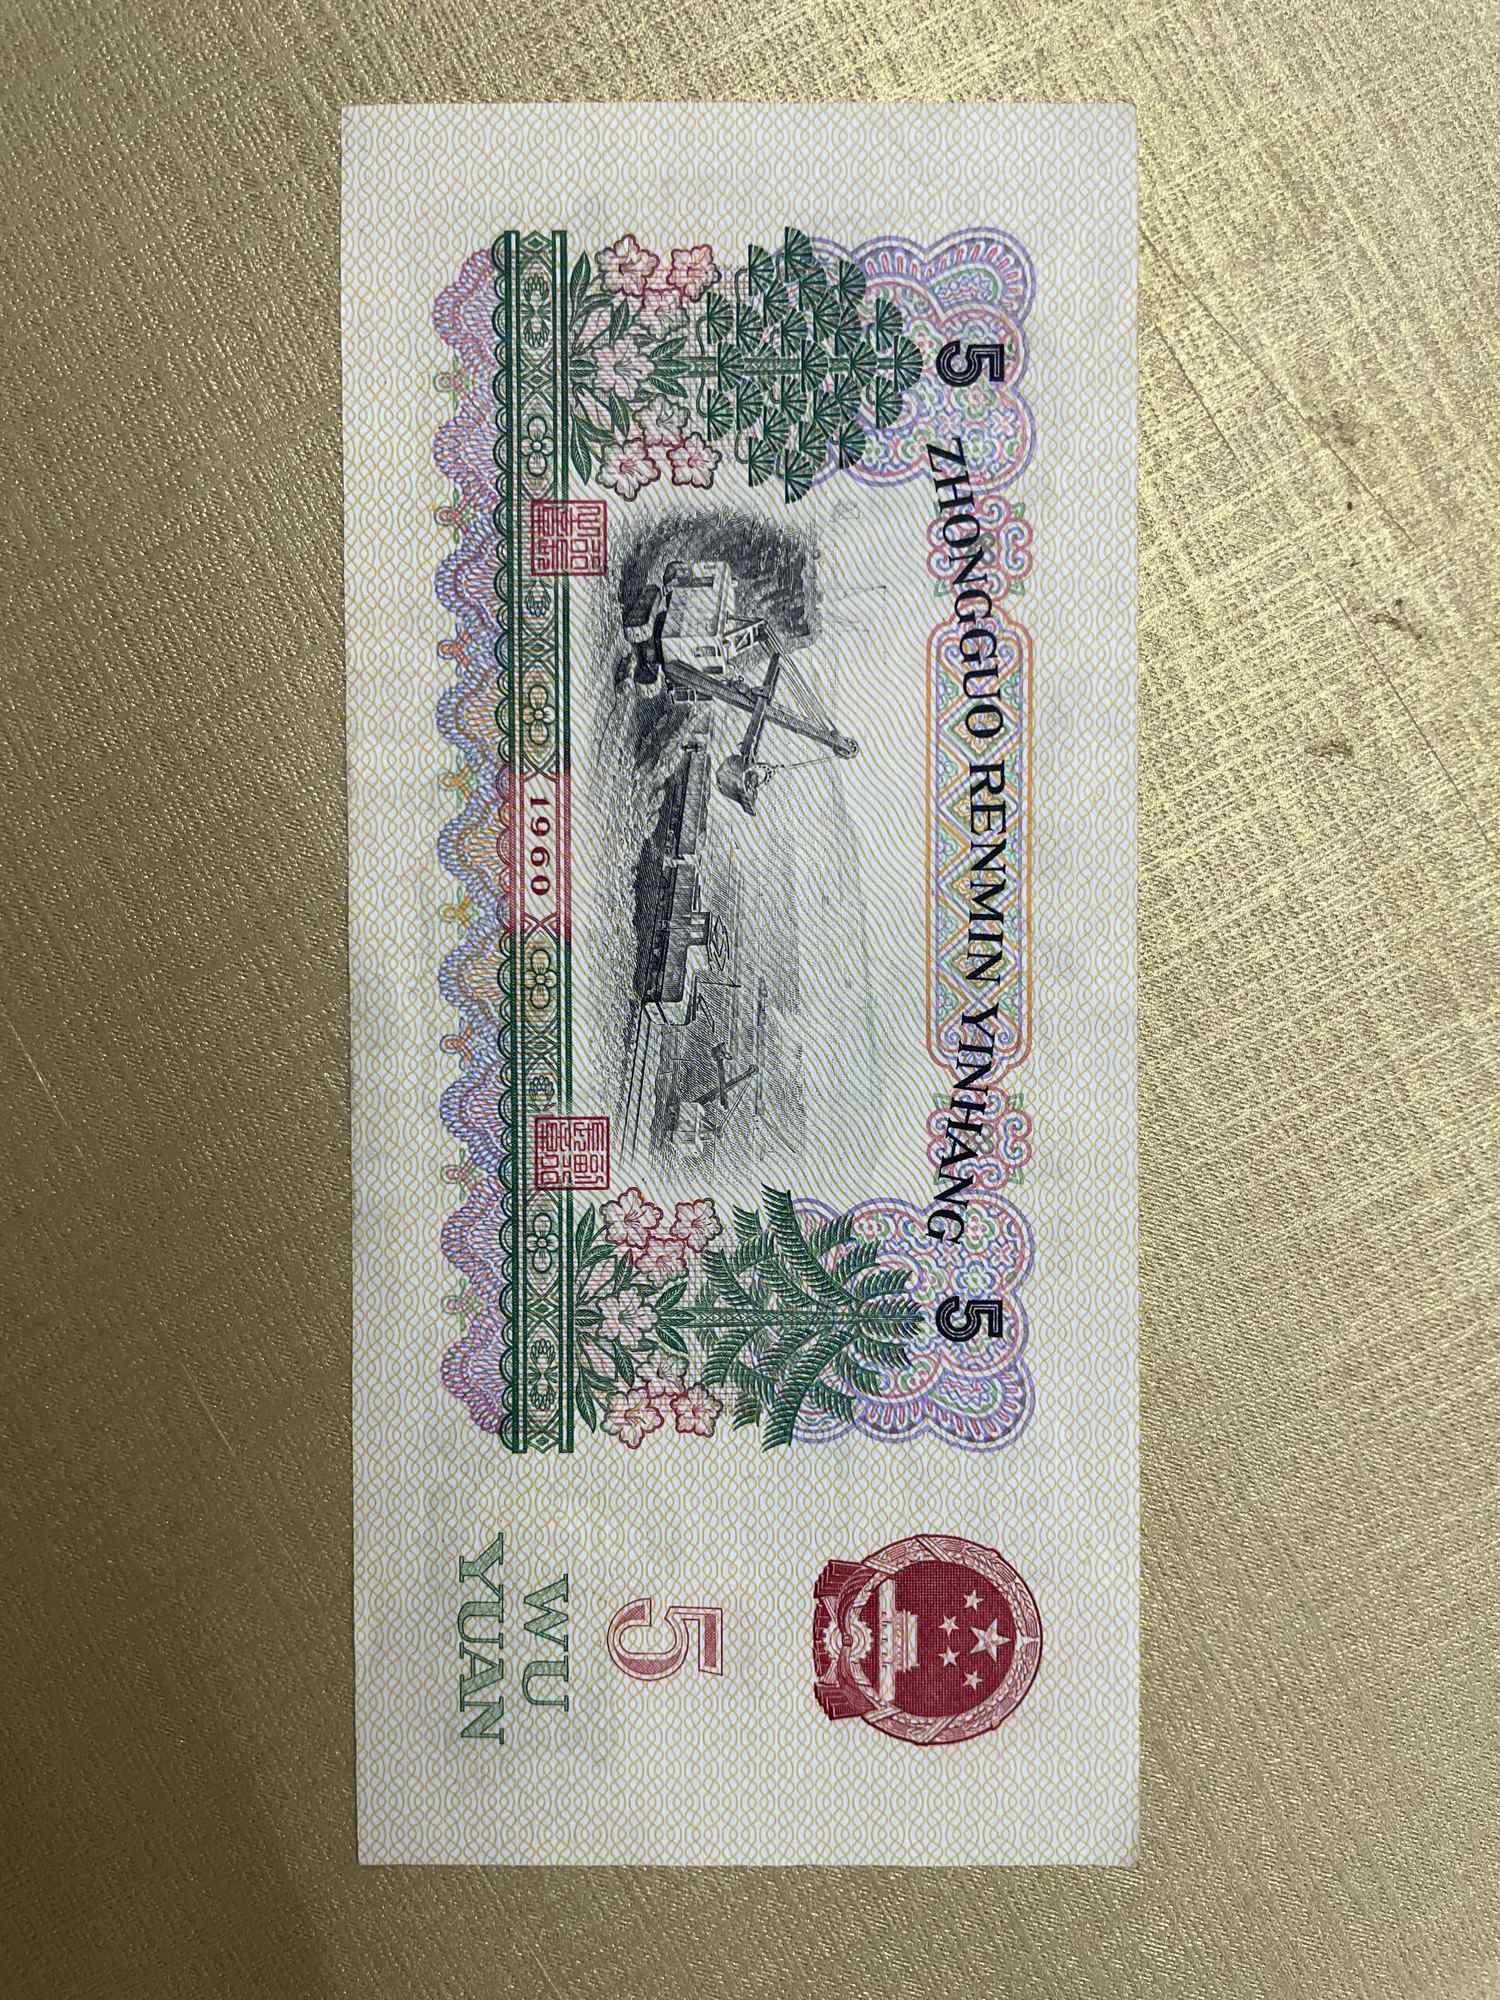 5 ZHONGGUO RENMIN YINHANG 5
5
WU
YUAN
1960